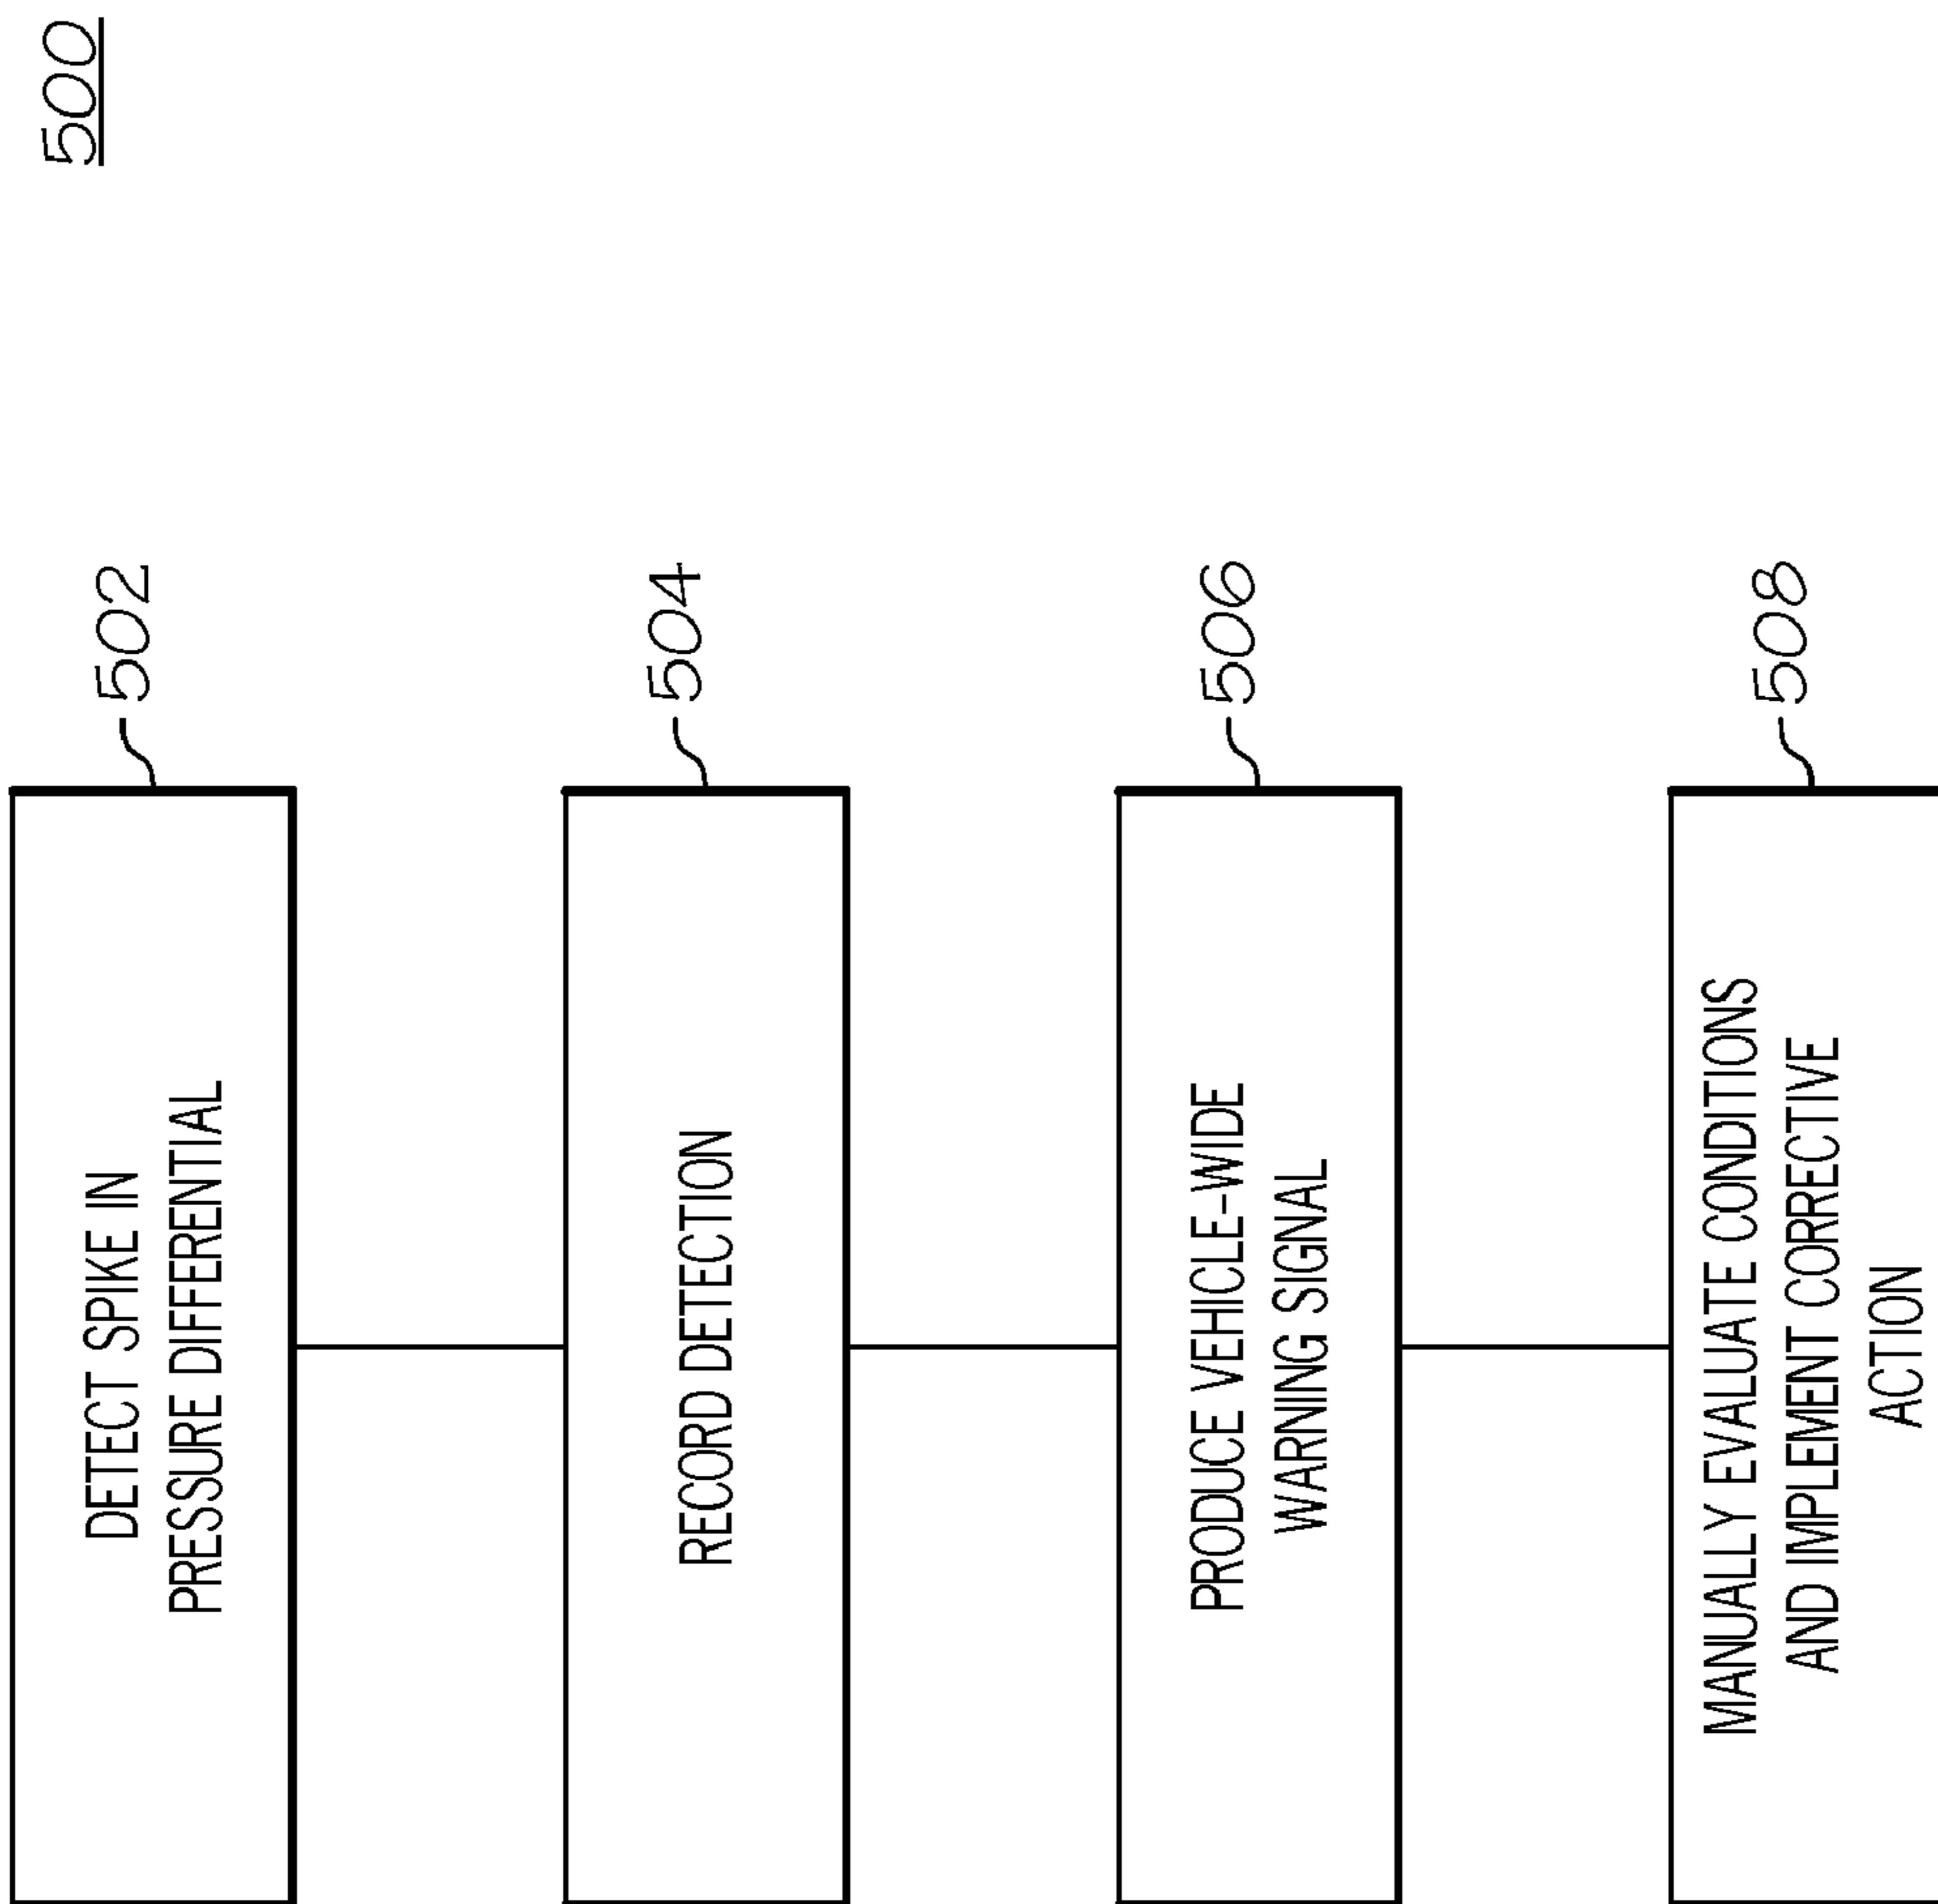 500
DETECT SPIKE IN
PRESSURE DIFFERENTIAL
502
RECORD DETECTION
504
PRODUCE VEHICLE-WIDE
WARNING SIGNAL
506
MANUALLY EVALUATE CONDITIONS
AND IMPLEMENT CORRECTIVE
ACTION
508